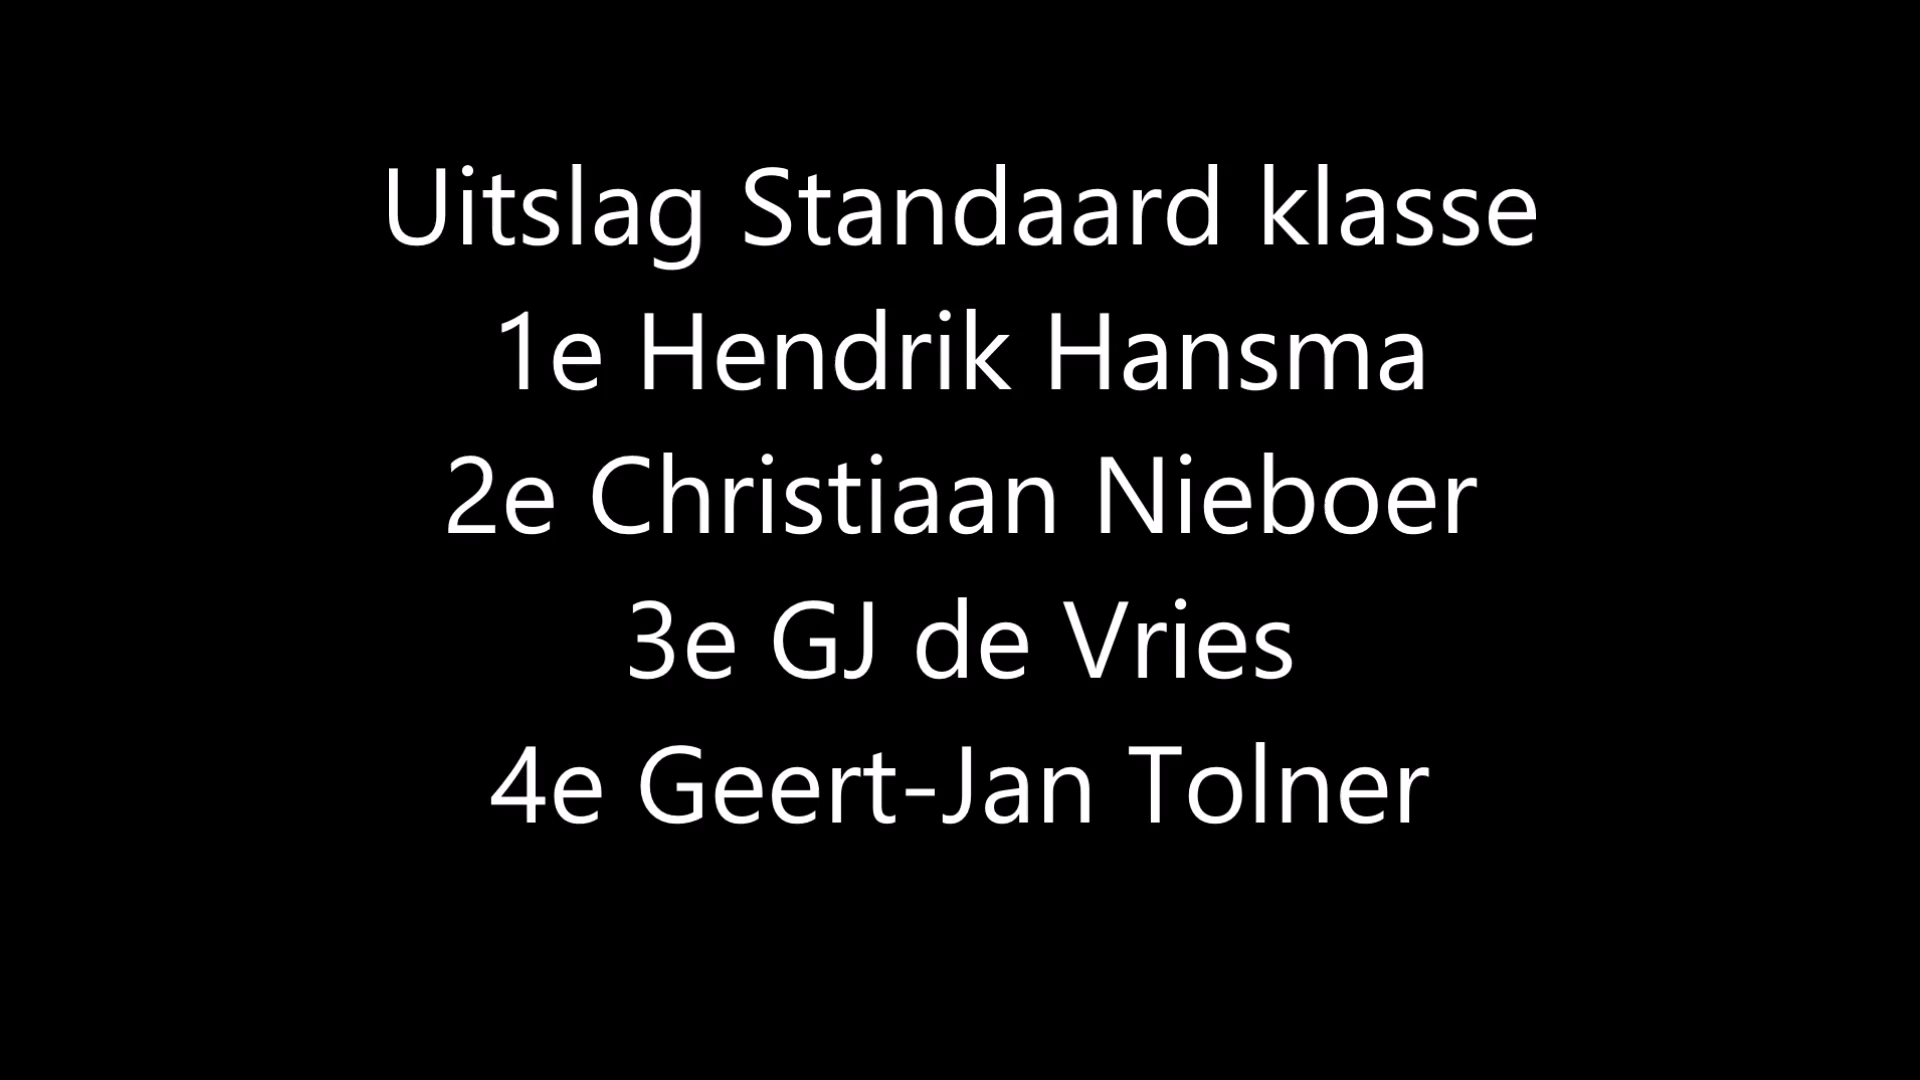 Uitslag Standaard klasse
1e Hendrik Hansma
2e Christiaan Nieboer
3e GJ de Vries
4e Geert-Jan Tolner